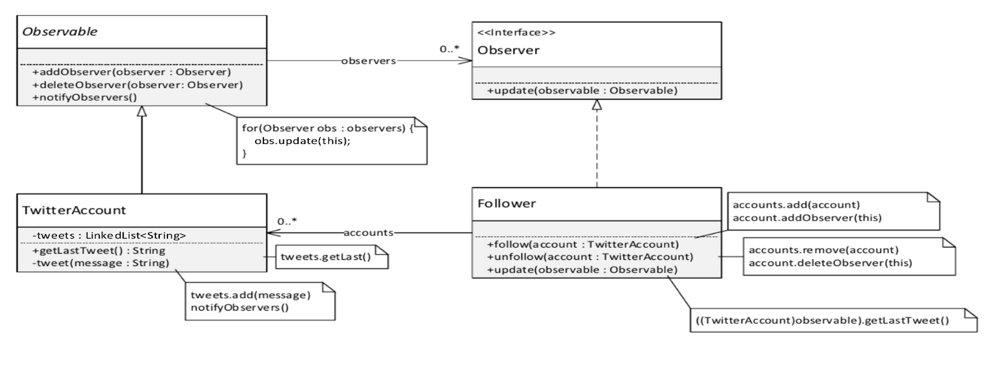 Observable
+addObserver(observer : Observer)
+deleteObserver(observer: Observer)
+notifyObservers()
for(Observer obs : observers) {
obs.update(this);
}
observers
0..*
<<Interface>>
Observer
+update(observable : Observable)
TwitterAccount
-tweets : LinkedList<String>
+getLastTweet() : String
-tweet(message : String)
tweets.getLast()
tweets.add(message)
notifyObservers()
0..*
accounts
Follower
+follow(account : TwitterAccount)
+unfollow(account : TwitterAccount)
+update(observable : Observable)
accounts.add(account)
account.addObserver(this)
accounts.remove(account)
account.deleteObserver(this)
((TwitterAccount)observable).getLastTweet()